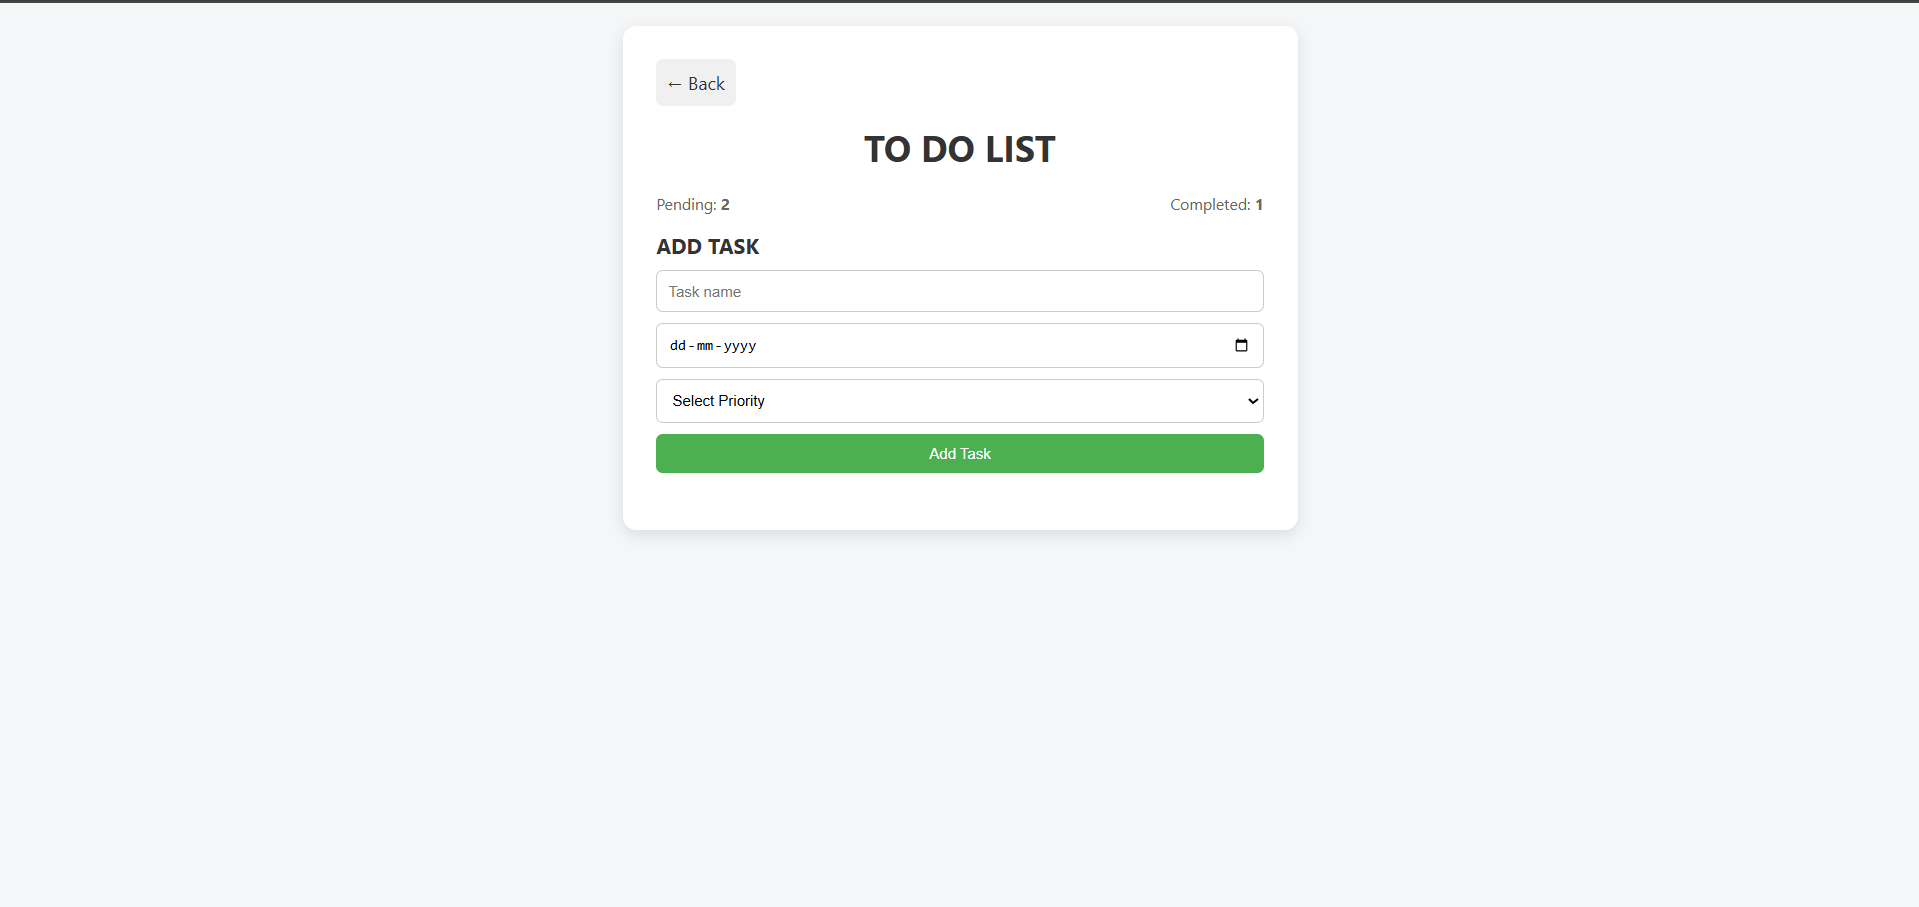 ← Back
TO DO LIST
Pending: 2
Completed: 1
ADD TASK
Task name
dd-mm-yyyy
Select Priority
Add Task